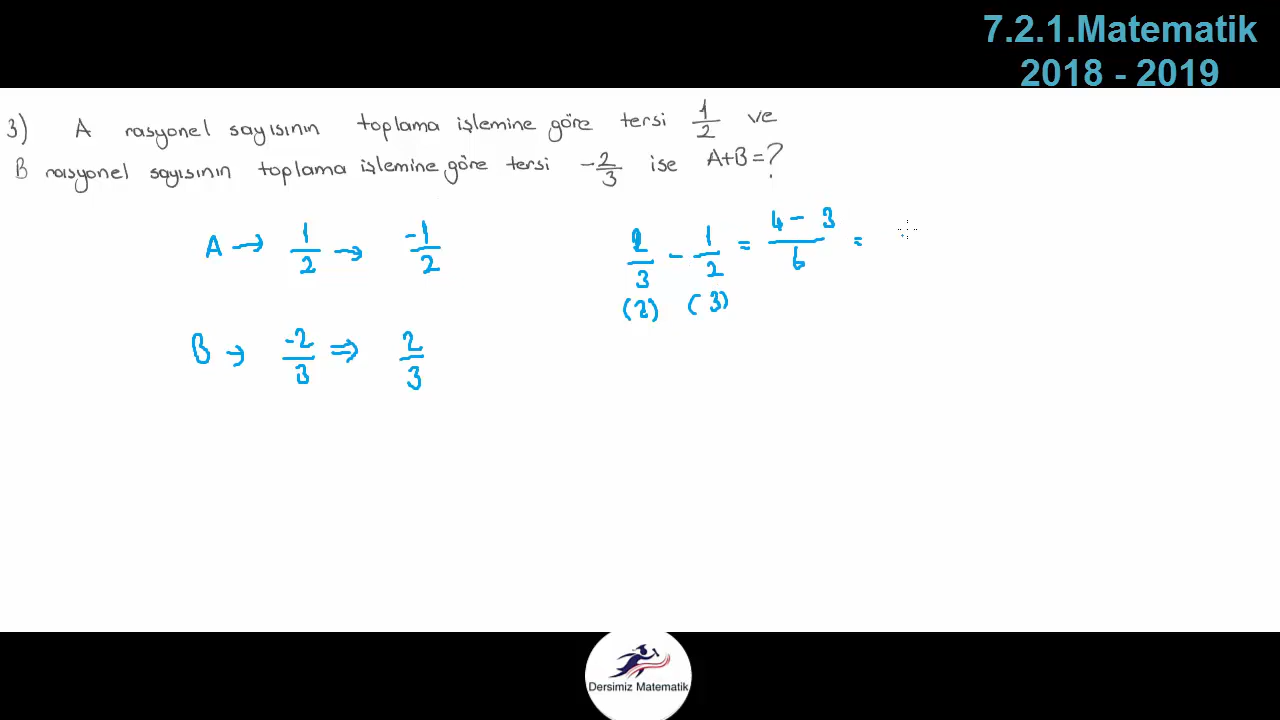 7.2.1.Matematik
2018 - 2019
3) A rasyonel sayısının toplama işlemine göre tersi 1/2 ve
B rasyonel sayısının toplama işlemine göre tersi -2/3 ise A+B=?
A → 1/2 → -1/2
2/3 - 1/2 = 4 - 3/6 =
(2) (3)
B → -2/3 ⇒ 2/3
Dersimiz Matematik